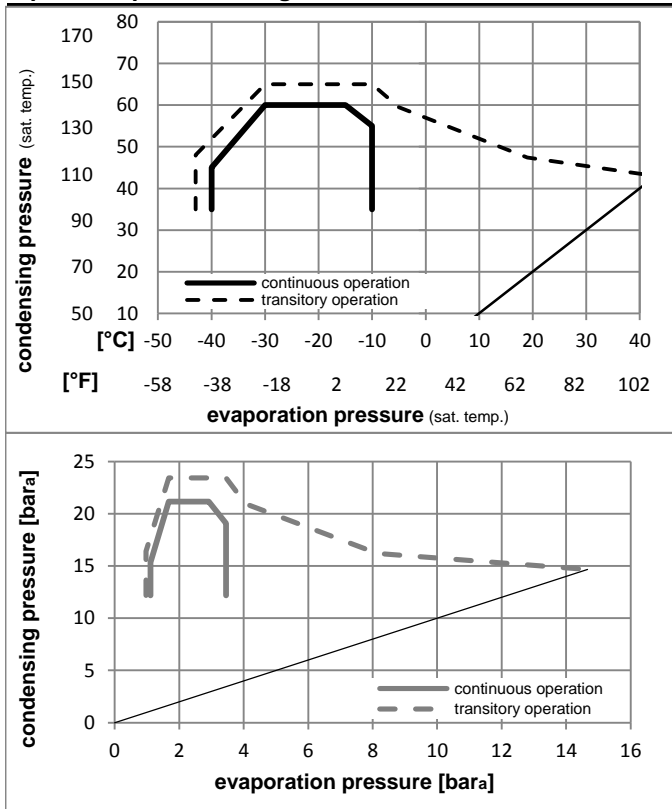 170 80
150 70
130 60
50
110 40
90 30
70 20
50 10
condensing pressure (sat. temp.)
continuous operation
transitory operation
[°C] -50 -40 -30 -20 -10 0 10 20 30 40
[°F] -58 -38 -18 2 22 42 62 82 102
evaporation pressure (sat. temp.)
25
20
15
10
5
0
condensing pressure [bara]
continuous operation
transitory operation
0 2 4 6 8 10 12 14 16
evaporation pressure [bara]